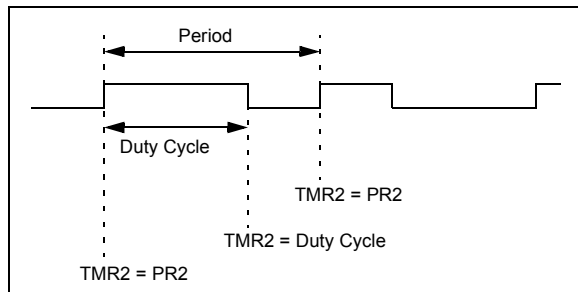 Period
Duty Cycle
TMR2 = PR2
TMR2 = Duty Cycle
TMR2 = PR2